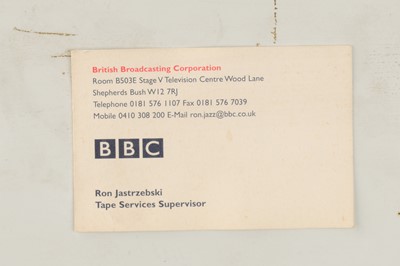 British Broadcasting Corporation
Room B503E Stage V Television Centre Wood Lane
Shepherds Bush W12 7RJ
Telephone 0181 576 1107 Fax 0181 576 7039
Mobile 0410 308 200 E-Mail ron.jazz@bbc.co.uk
BBC
Ron Jastrzebski
Tape Services Supervisor